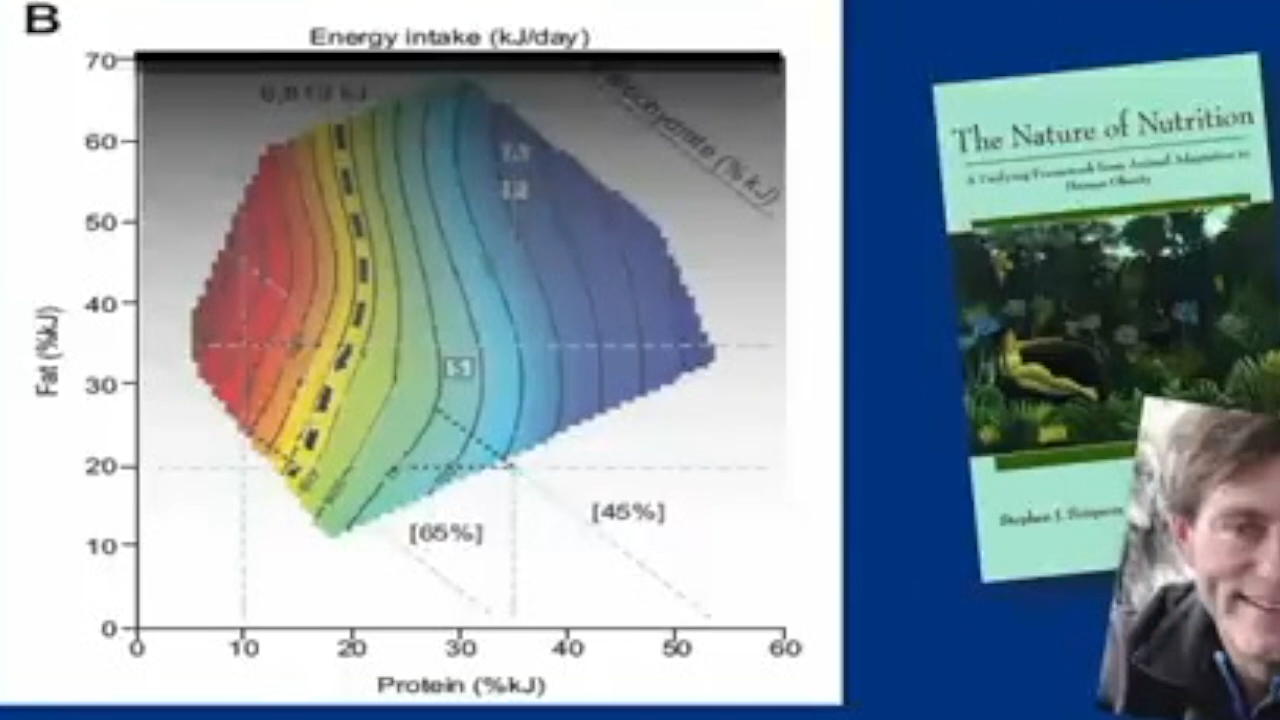 B
Energy intake (kJ/day)
70
60
50
40
30
20
10
0
Fat (%kJ)
0 10 20 30 40 50 60
Protein (%kJ)
(%kJ)
[45%]
[65%]
The Nature of Nutrition
A Unifying Framework from Animal Adaptation to
Human Obesity
Stephen J. Simpson